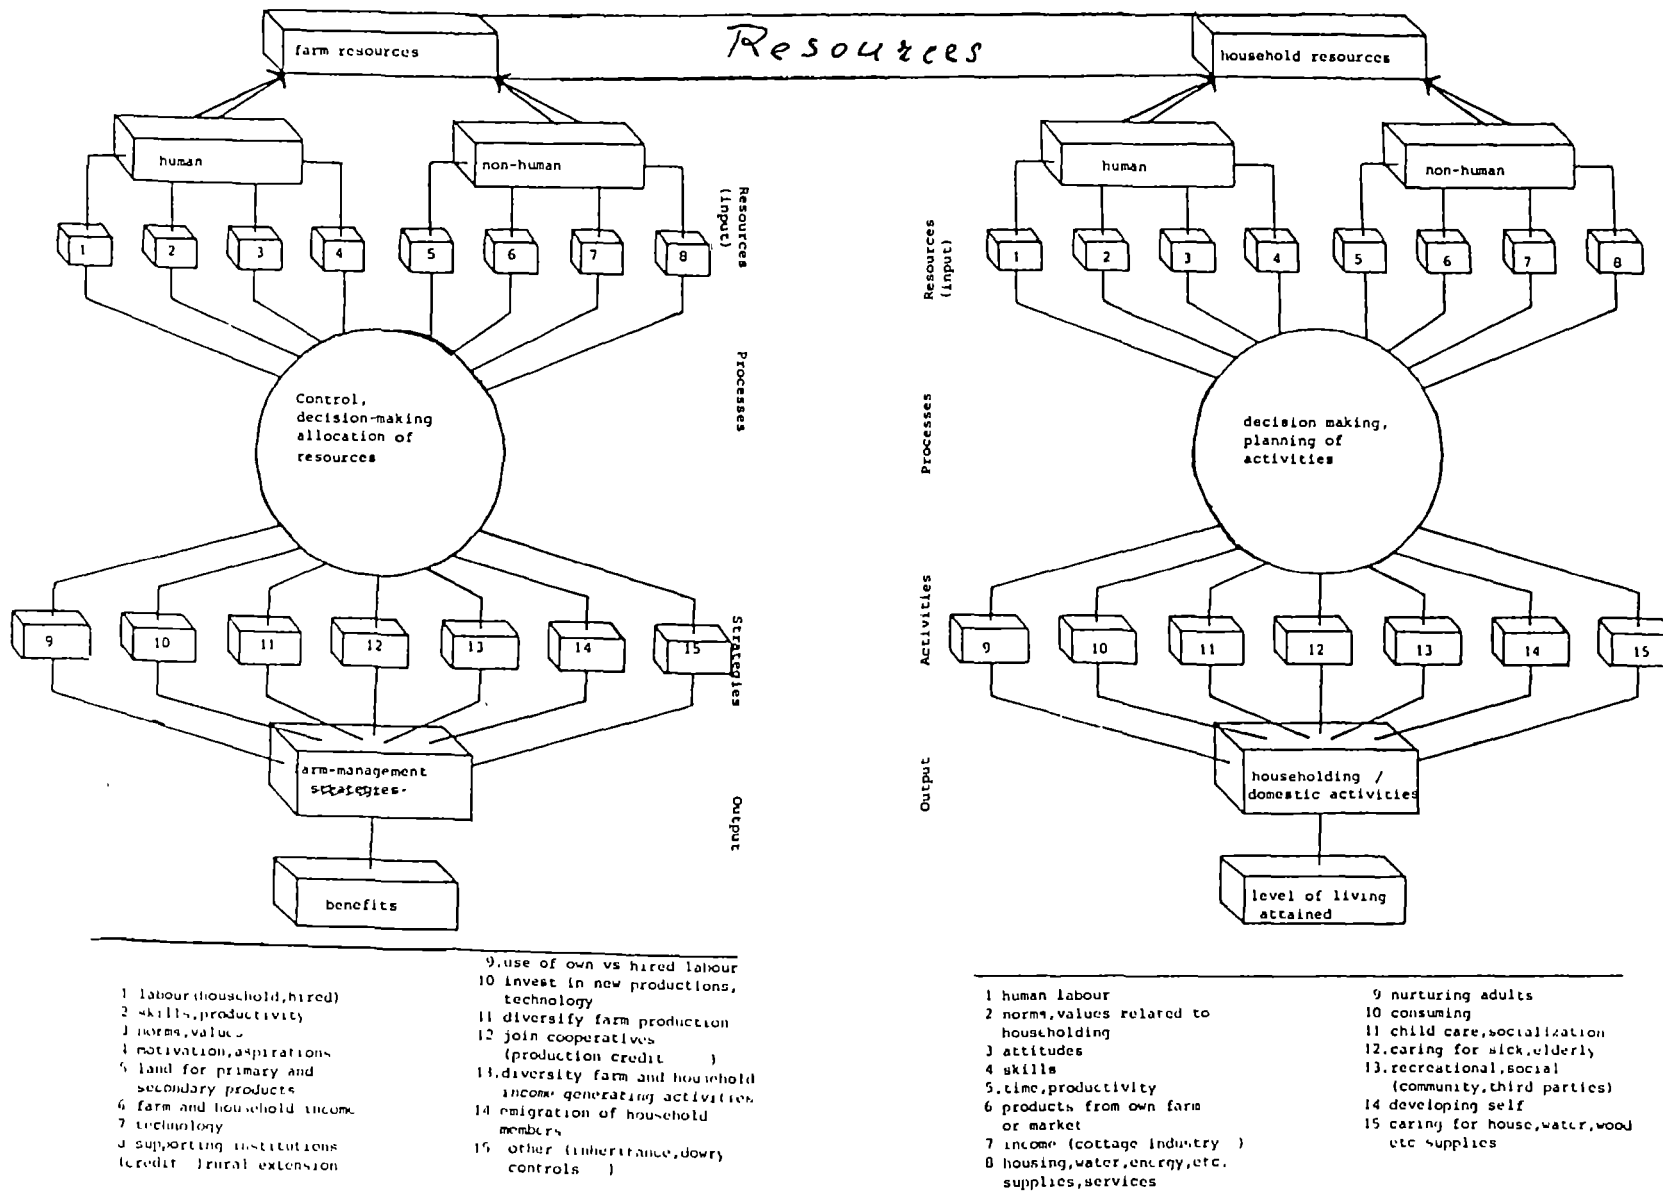 Resources
farm resources
human
non-human
1
2
3
4
5
6
7
8
Resources
(input)
Processes
Control,
decision-making
allocation of
resources
9
10
11
12
13
14
15
Strategies
arm-management
strategies-
Output
benefits
household resources
human
non-human
1
2
3
4
5
6
7
8
Resources
(input)
Processes
decision making,
planning of
activities
Activities
9
10
11
12
13
14
15
Output
householding /
domestic activities
level of living
attained
1 labour(household,hired)
2 skills,productivity
3 norms,values
4 motivation,aspirations
5 land for primary and
secondary products
6 farm and household income
7 technology
8 supporting institutions
(credit )rural extension
9.use of own vs hired labour
10 invest in new productions,
technology
11 diversify farm production
12 join cooperatives
(production credit )
13.diversity farm and household
income generating activities
14 emigration of household
members
15 other (inheritance,dowry
controls )
1 human labour
2 norms,values related to
householding
3 attitudes
4 skills
5.time,productivity
6 products from own farm
or market
7 income (cottage industry )
8 housing,water,energy,etc.
supplies,services
9 nurturing adults
10 consuming
11 child care,socialization
12.caring for sick,elderly
13.recreational,social
(community,third parties)
14 developing self
15 caring for house,water,wood
etc supplies